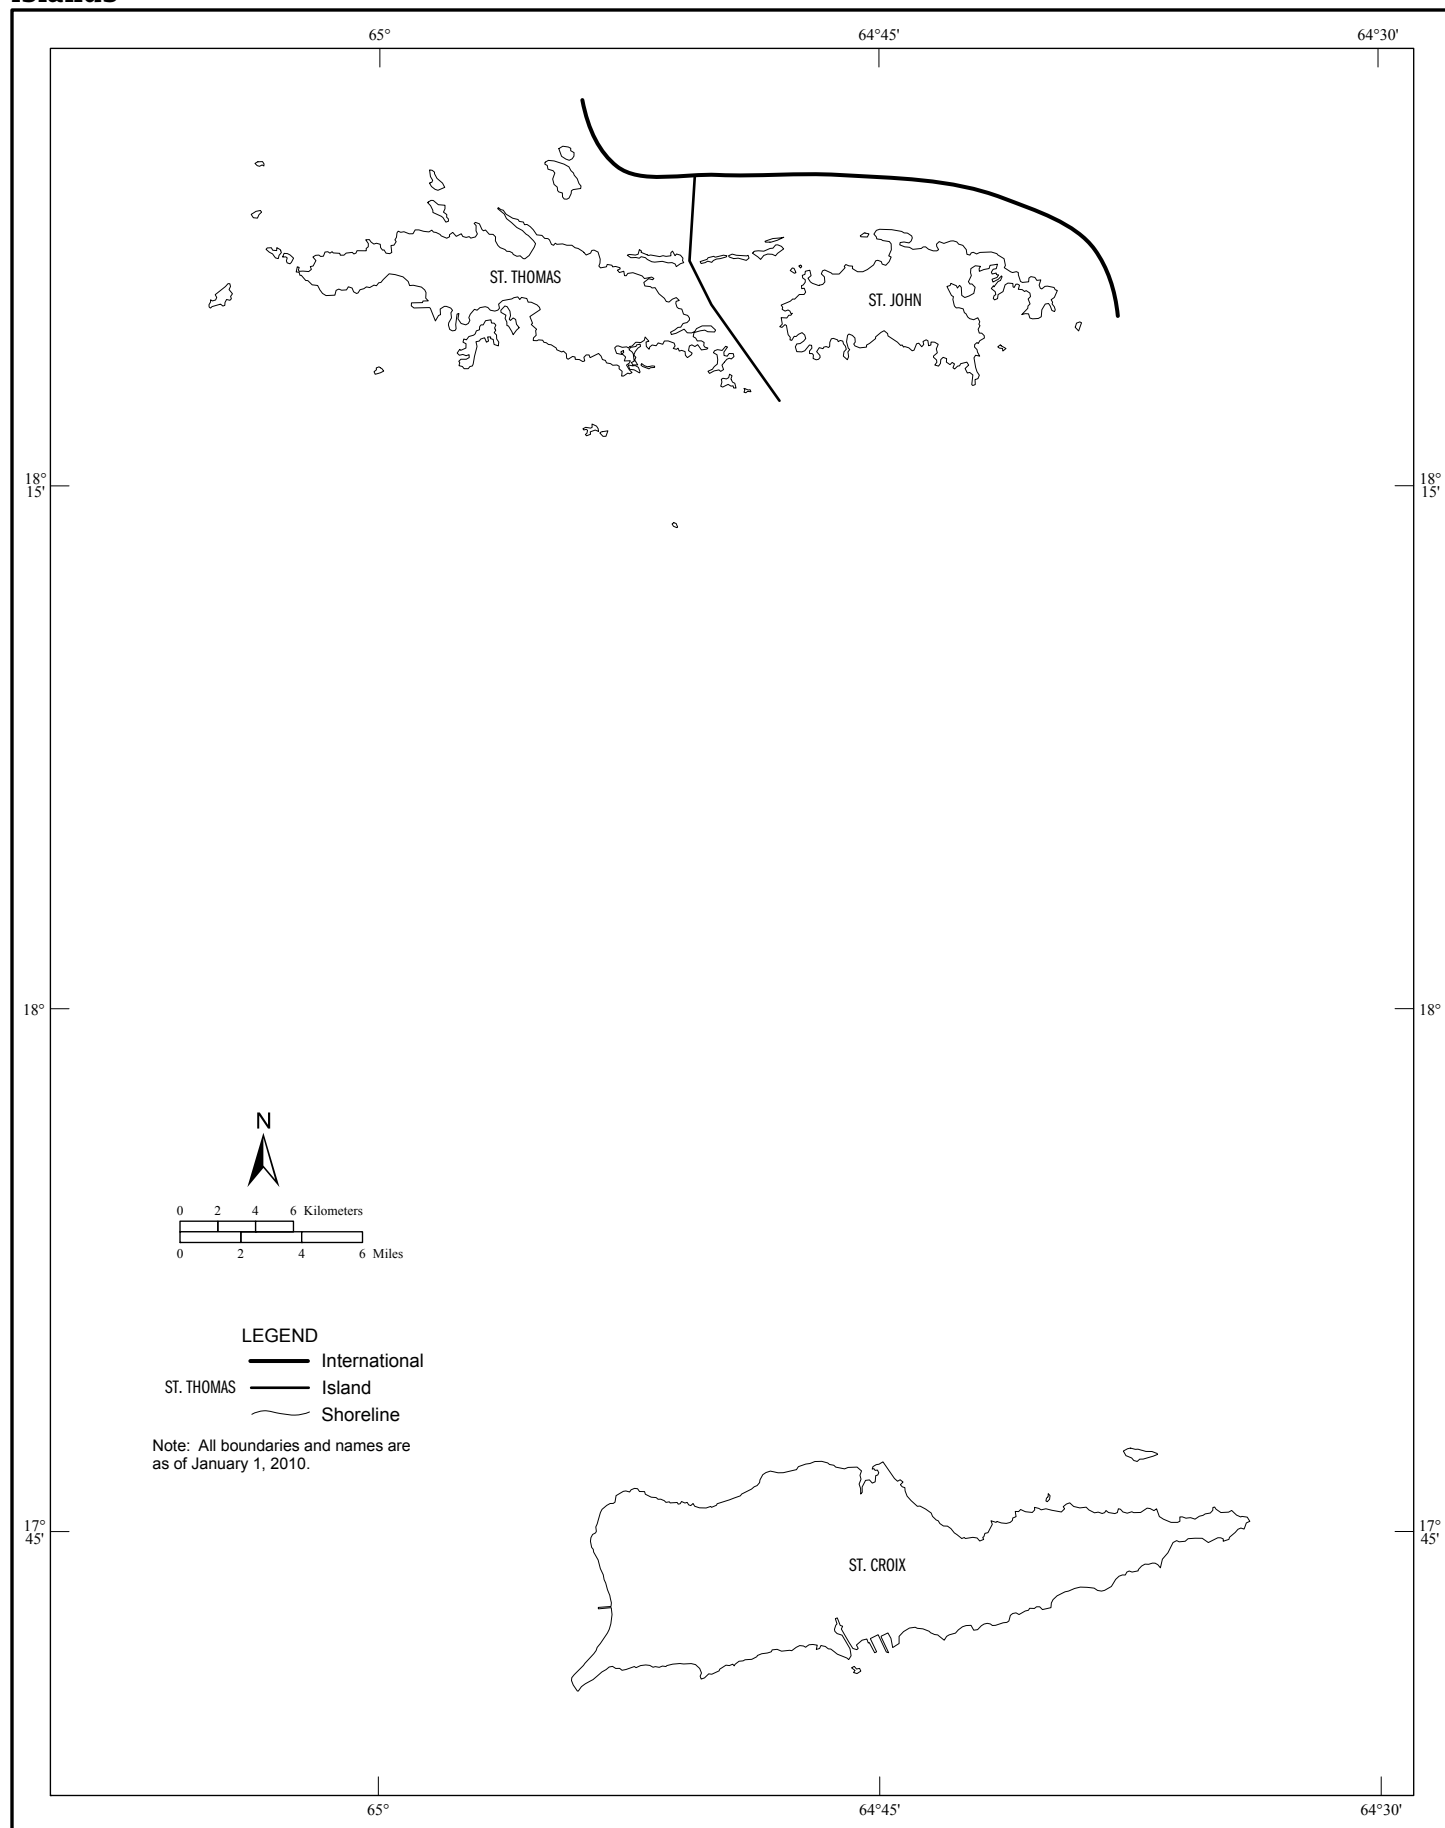 65°
64°45'
64°30'
ST. THOMAS
ST. JOHN
18°
15'
18°
15'
18°
18°
N
0 2 4 6 Kilometers
0 2 4 6 Miles
LEGEND
International
ST. THOMAS Island
Shoreline
Note: All boundaries and names are
as of January 1, 2010.
17°
45'
17°
45'
ST. CROIX
65°
64°45'
64°30'